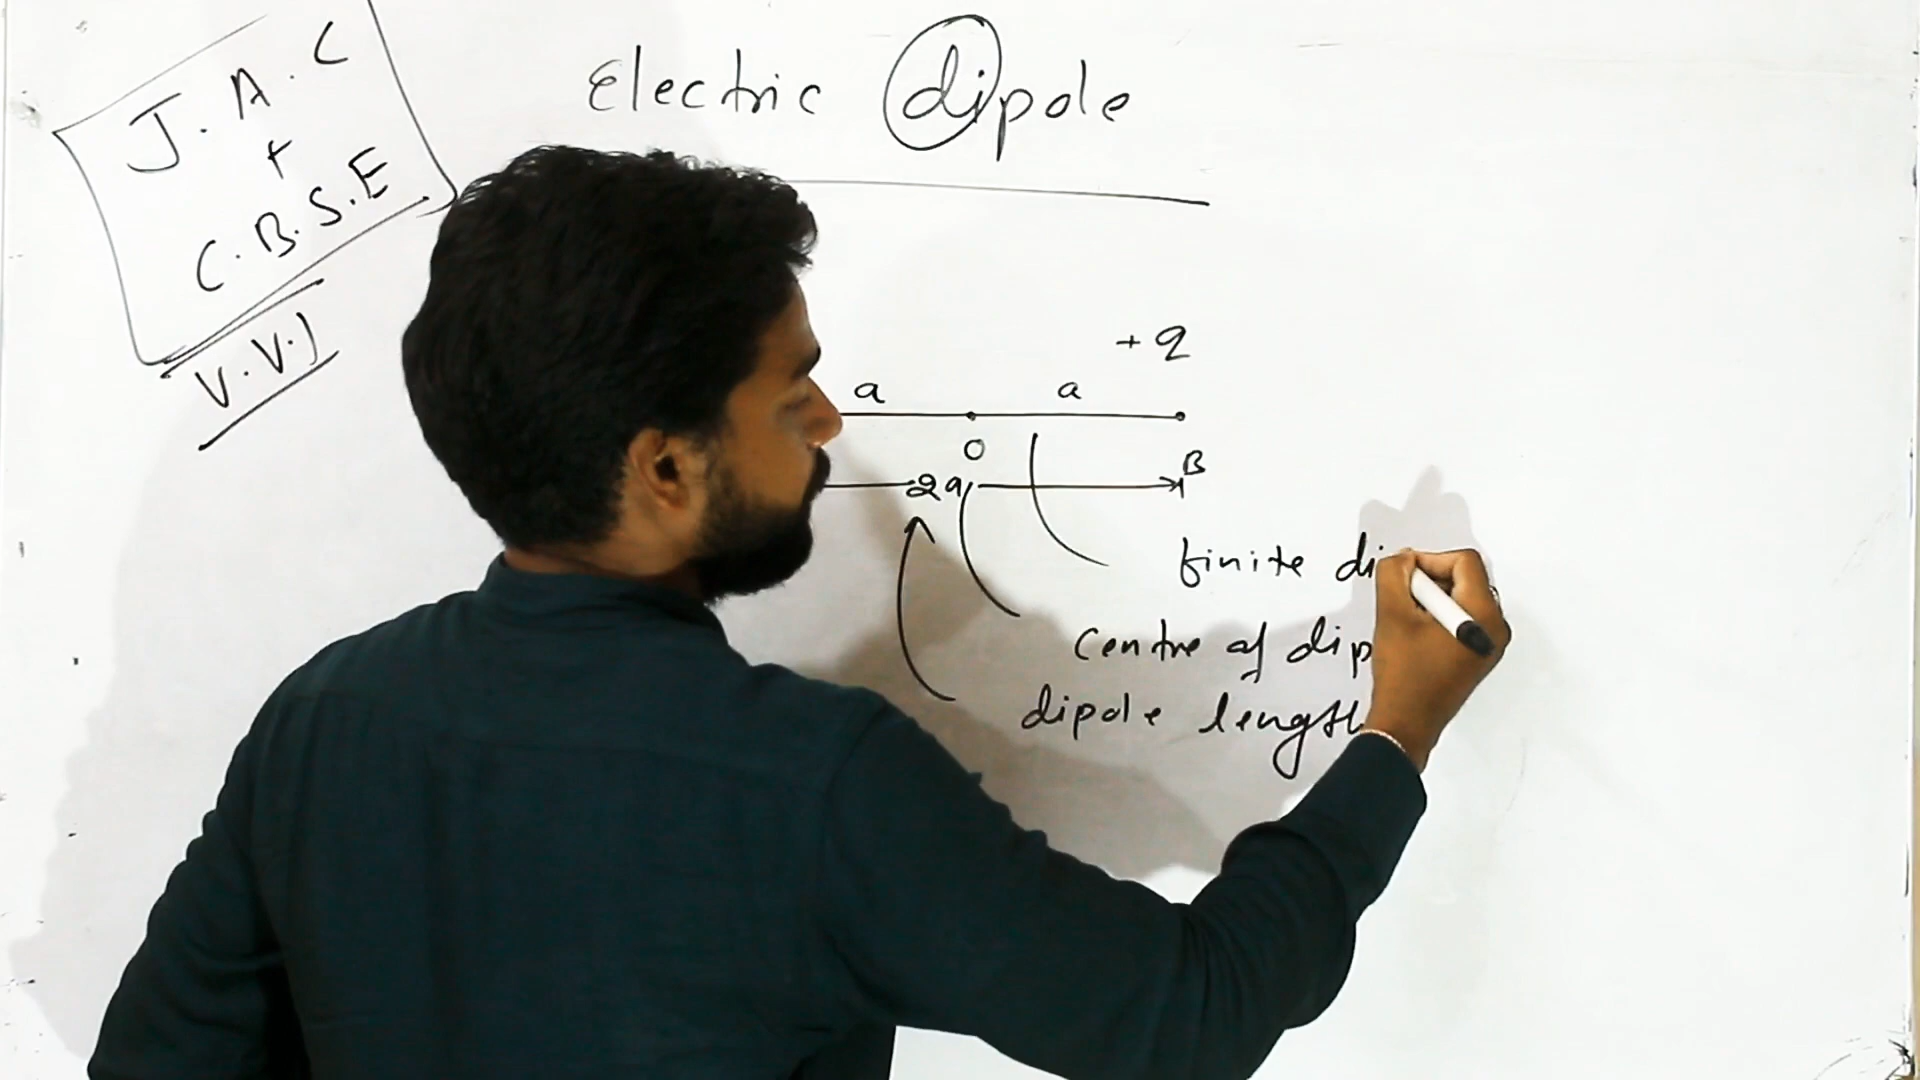 J. A. C
+
C. B. S. E
V. V. I
Electric dipole
+ q
a a
O
B
2a
finite di
Centre of dip
dipole length